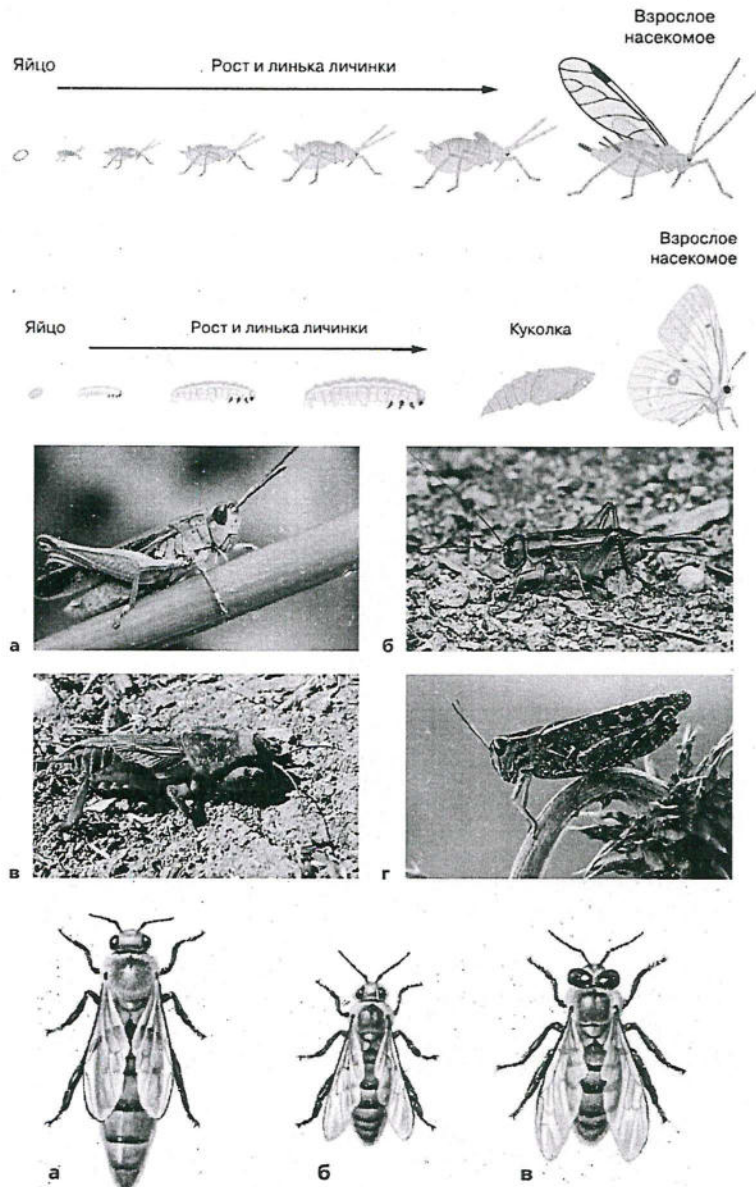 Взрослое
насекомое
Яйцо
Рост и линька личинки
Взрослое
насекомое
Яйцо
Рост и линька личинки
Куколка
а
б
в
г
а
б
в